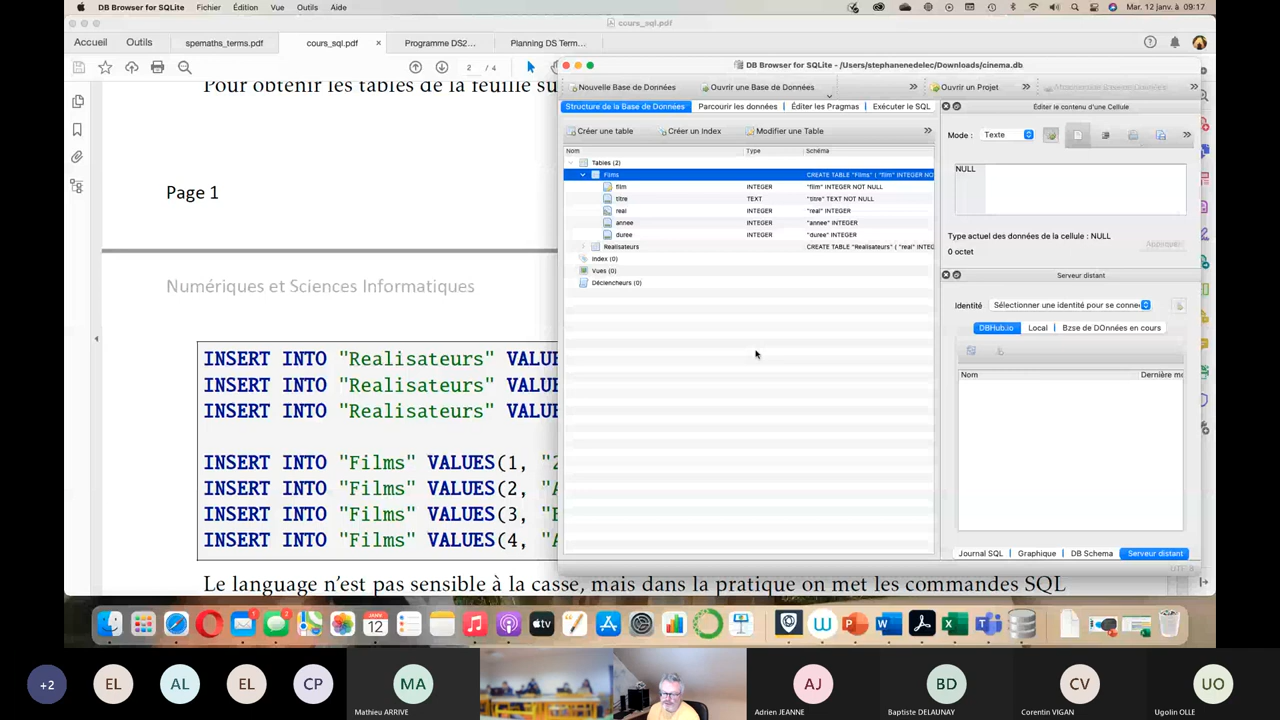 DB Browser for SQLite Fichier Édition Vue Outils Aide
Mar. 12 janv. à 09:17
cours_sql.pdf
Accueil Outils spemaths_terms.pdf cours_sql.pdf × Programme DS2... Planning DS Term...
2 / 4
Pour obtenir les tables de la feuille su
Page 1
Numériques et Sciences Informatiques
INSERT INTO "Realisateurs" VALU
INSERT INTO "Realisateurs" VALU
INSERT INTO "Realisateurs" VALU
INSERT INTO "Films" VALUES(1, "2
INSERT INTO "Films" VALUES(2, "A
INSERT INTO "Films" VALUES(3, "
INSERT INTO "Films" VALUES(4, "A
Le language n'est pas sensible à la casse, mais dans la pratique on met les commandes SQL
DB Browser for SQLite - /Users/stephanenedelec/Downloads/cinema.db
Nouvelle Base de Données Ouvrir une Base de Données » Ouvrir un Projet »
Structure de la Base de Données Parcourir les données Éditer les Pragmas Exécuter le SQL
Créer une table Créer un index Modifier une Table »
Nom Type Schéma
Tables (2)
Films CREATE TABLE "Films" ( "film" INTEGER NO
film INTEGER "film" INTEGER NOT NULL
titre TEXT "titre" TEXT NOT NULL
real INTEGER "real" INTEGER
annee INTEGER "annee" INTEGER
duree INTEGER "duree" INTEGER
Realisateurs CREATE TABLE "Realisateurs" ( "real" INTEG
Index (0)
Vues (0)
Déclencheurs (0)
Éditer le contenu d'une Cellule
Mode : Texte »
NULL
Type actuel des données de la cellule : NULL
0 octet
Appliquer
Serveur distant
Identité Sélectionner une identité pour se conne
DBHub.io Local Bzse de DOnnées en cours
Nom Dernière mo
Journal SQL Graphique DB Schema Serveur distant
UTF-8
JANV
12
tv
+2 EL AL EL CP MA AJ BD CV UO
Mathieu ARRIVE Adrien JEANNE Baptiste DELAUNAY Corentin VIGAN Ugolin OLLE